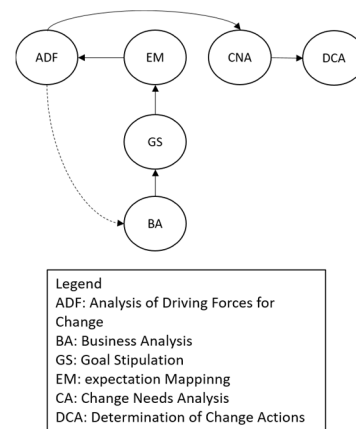 ADF
EM
CNA
DCA
GS
BA
Legend
ADF: Analysis of Driving Forces for
Change
BA: Business Analysis
GS: Goal Stipulation
EM: expectation Mappinng
CA: Change Needs Analysis
DCA: Determination of Change Actions